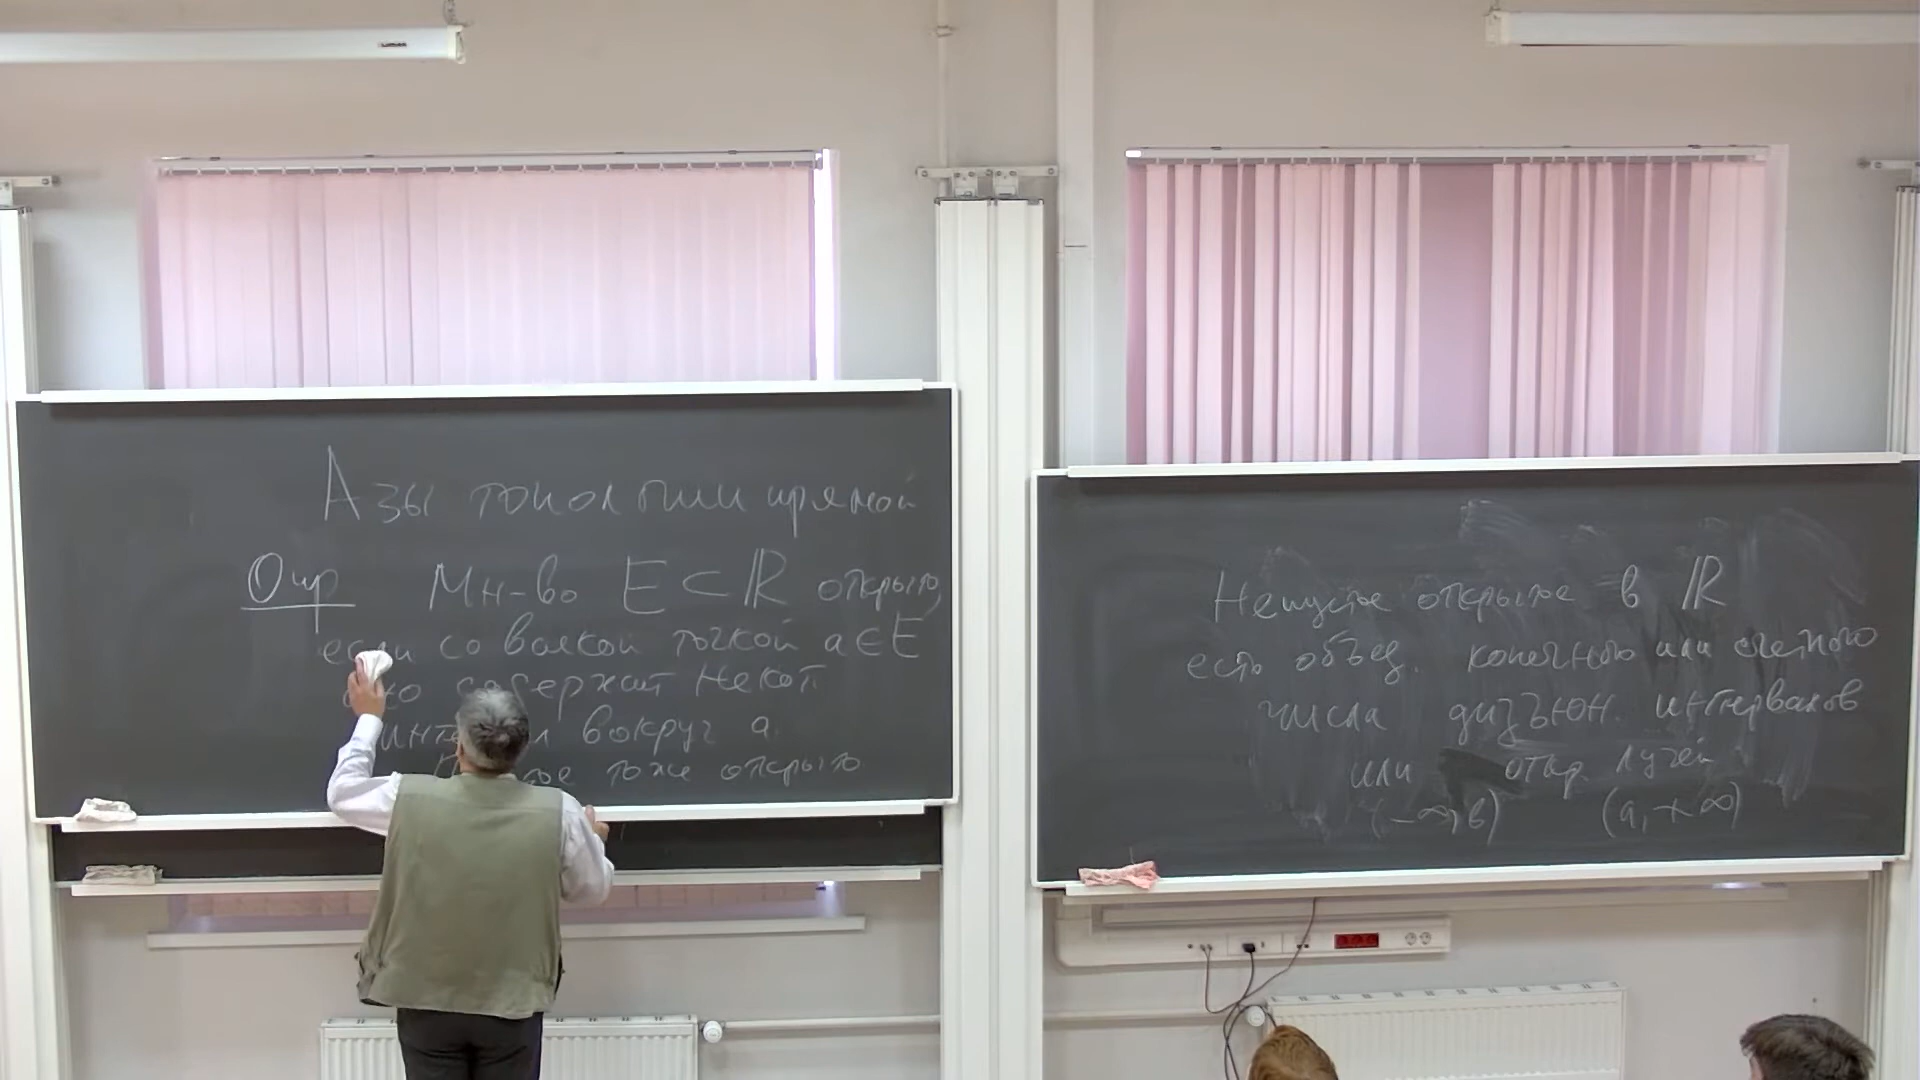 Азы топологии прямой
Опр Мн-во E ⊂ ℝ открыто,
если со всякой точкой a ∈ E
оно содержит некот.
вокруг a.
тоже открыто
Непустое открытое в ℝ
есть объед. конечного или счетного
числа дизъюн. интервалов
или откр лучей
(-∞, b) (a, +∞)